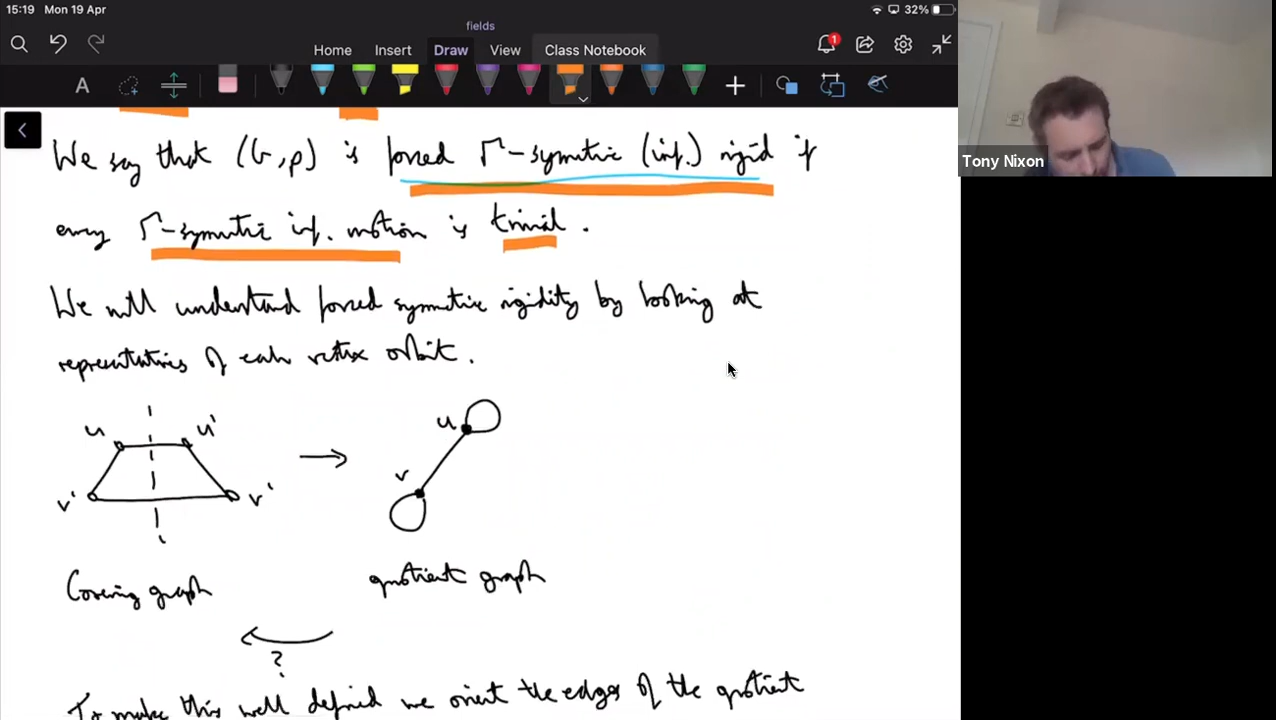 15:19 Mon 19 Apr
32%
fields
Home Insert Draw View Class Notebook
1
A
Tony Nixon
We say that (G, p) is forced Γ-symmetric (inf.) rigid if
every Γ-symmetric inf. motion is trivial.
We will understand forced symmetric rigidity by looking at
representatives of each vertex orbit.
u u' u
v' v' v
Covering graph quotient graph
?
To make this well defined we orient the edges of the quotient